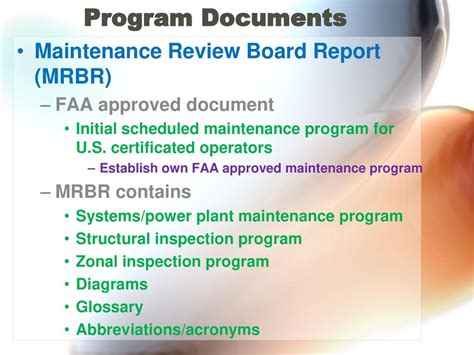 Program Documents
• Maintenance Review Board Report
(MRBR)
– FAA approved document
• Initial scheduled maintenance program for
U.S. certificated operators
– Establish own FAA approved maintenance program
– MRBR contains
• Systems/power plant maintenance program
• Structural inspection program
• Zonal inspection program
• Diagrams
• Glossary
• Abbreviations/acronyms